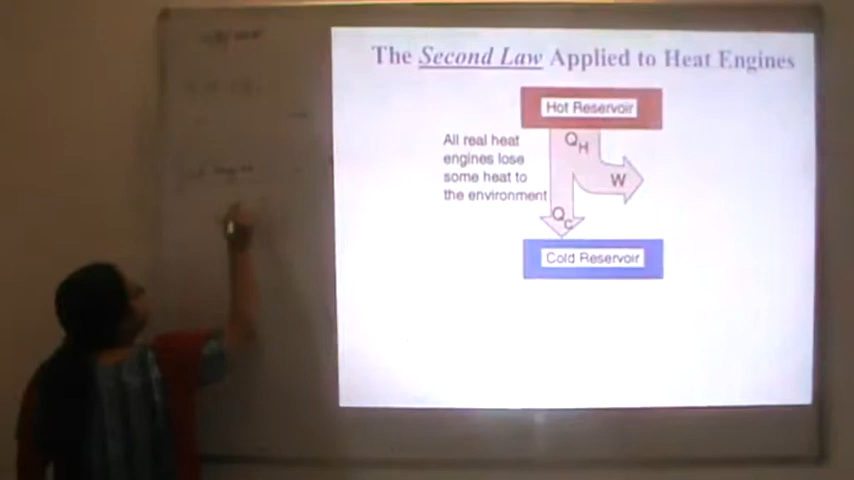 The Second Law Applied to Heat Engines
Hot Reservoir
All real heat
engines lose
some heat to
the environment
QH
W
QC
Cold Reservoir